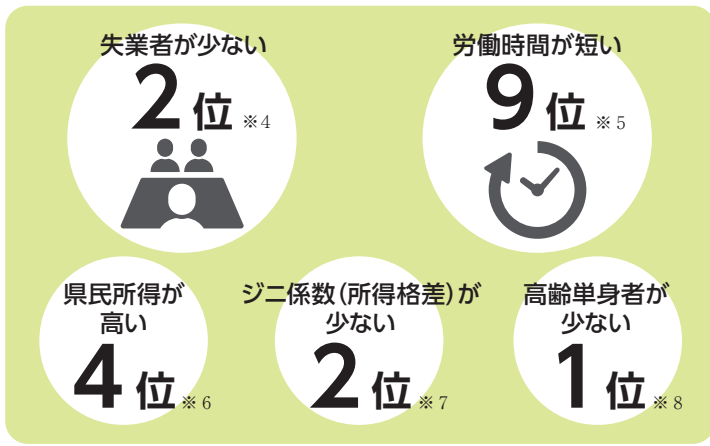 失業者が少ない
2位 ※4
労働時間が短い
9位 ※5
県民所得が
高い
4位 ※6
ジニ係数(所得格差)が
少ない
2位 ※7
高齢単身者が
少ない
1位 ※8